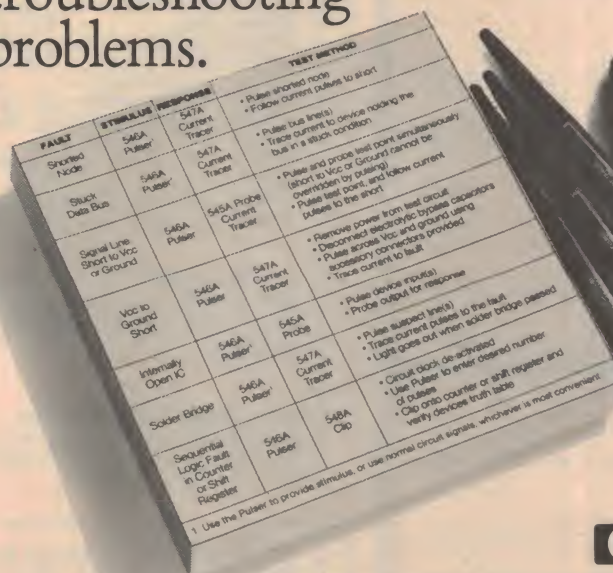 troubleshooting
problems.
FAULT STIMULUS RESPONSE TEST METHOD
Shorted
Node
546A
Pulser¹
547A
Current
Tracer
• Pulse shorted node
• Follow current pulses to short
Stuck
Data Bus
546A
Pulser¹
547A
Current
Tracer
• Pulse bus line(s)
• Trace current to device holding the
bus in a stuck condition
Signal Line
Short to Vcc
or Ground
546A
Pulser
545A Probe
Current
Tracer
• Pulse and probe test point simultaneously
(short to Vcc or Ground cannot be
overridden by pulsing)
• Pulse test point, and follow current
pulses to the short
Vcc to
Ground
Short
546A
Pulser
547A
Current
Tracer
• Remove power from test circuit
• Disconnect electrolytic bypass capacitors
• Pulse across Vcc and ground using
accessory connectors provided
• Trace current to fault
Internally
Open IC
546A
Pulser¹
545A
Probe
• Pulse device input(s)
• Probe output for response
Solder Bridge
546A
Pulser¹
547A
Current
Tracer
• Pulse suspect line(s)
• Trace current pulses to the fault
• Light goes out when solder bridge passed
Sequential
Logic Fault
in Counter
or Shift
Register
546A
Pulser
548A
Clip
• Circuit clock de-activated
• Use Pulser to enter desired number
of pulses
• Clip onto counter or shift register and
verify devices truth table
1 Use the Pulser to provide stimulus, or use normal circuit signals, whichever is most convenient